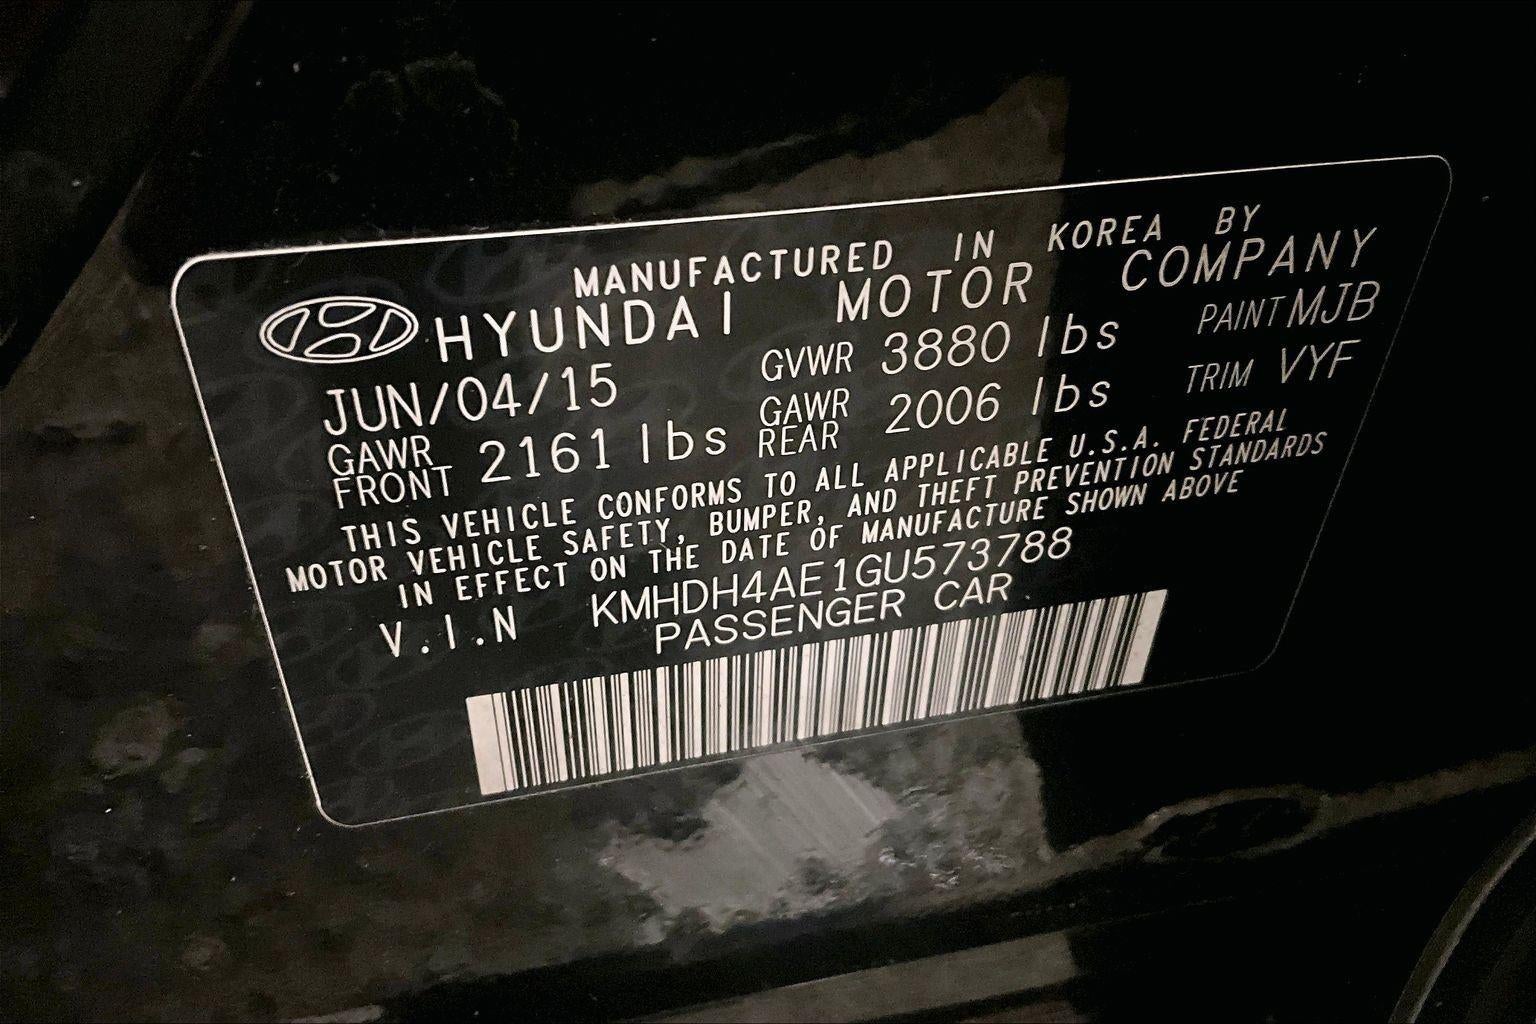 MANUFACTURED IN KOREA BY
HYUNDAI MOTOR COMPANY
JUN/04/15 GVWR 3880 lbs PAINT MJB
GAWR FRONT 2161 lbs GAWR REAR 2006 lbs TRIM VYF
THIS VEHICLE CONFORMS TO ALL APPLICABLE U.S.A. FEDERAL
MOTOR VEHICLE SAFETY, BUMPER, AND THEFT PREVENTION STANDARDS
IN EFFECT ON THE DATE OF MANUFACTURE SHOWN ABOVE
V.I.N KMHDH4AE1GU573788
PASSENGER CAR